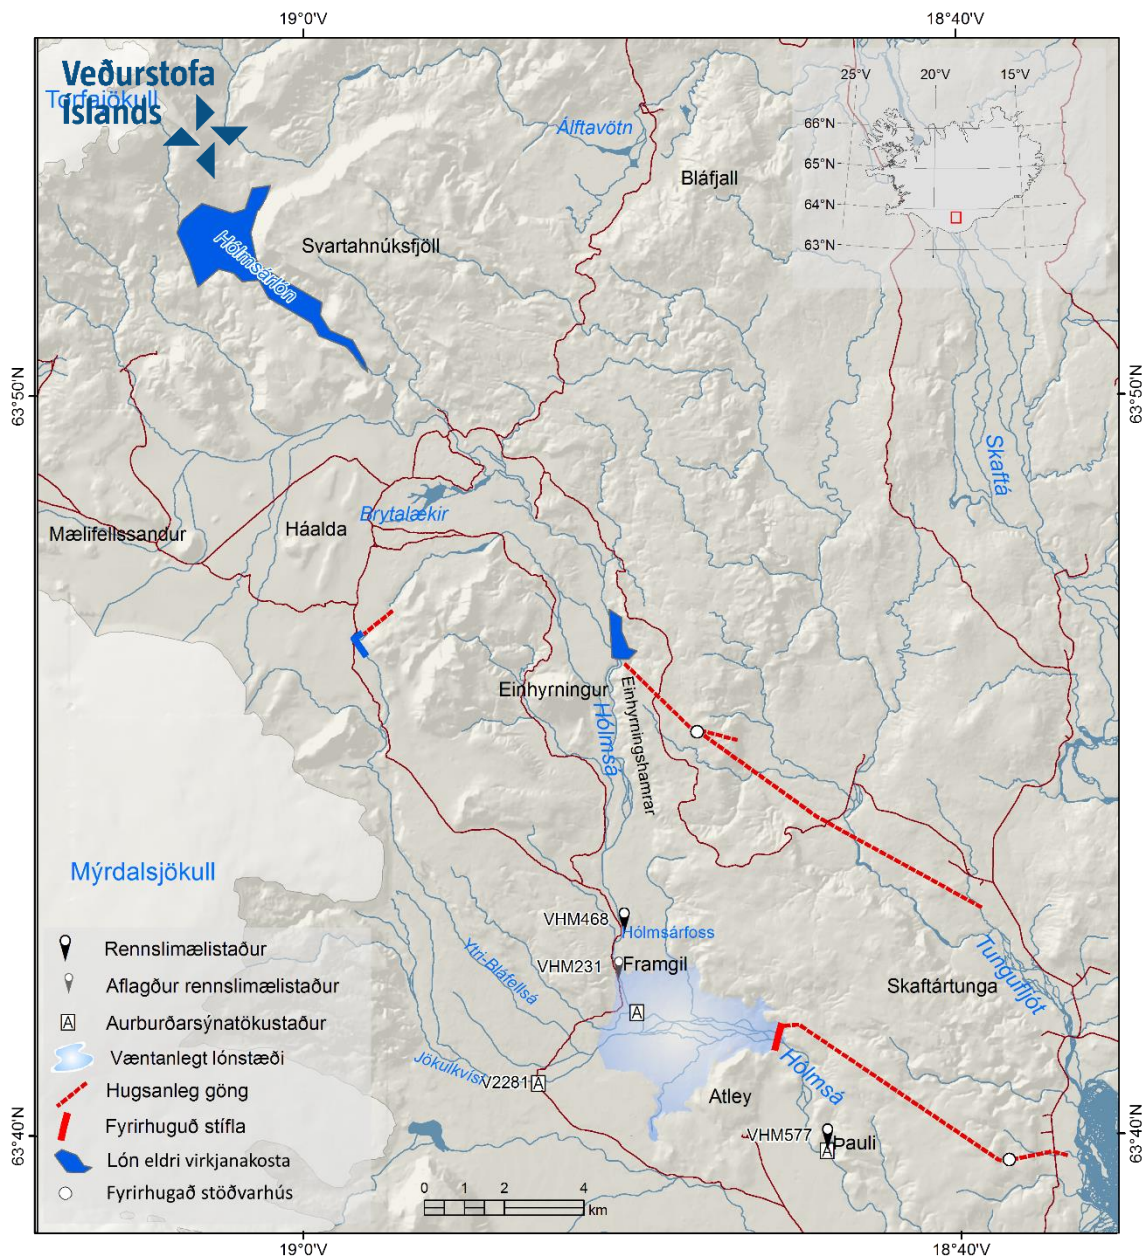 19°0'V
18°40'V
Veðurstofa
Íslands
Torfajökull
25°V
20°V
15°V
66°N
65°N
64°N
63°N
Álftavötn
Bláfjall
Svartahnúksfjöll
Hólmsárlón
63°50'N
63°50'N
Skaftá
Brytalækir
Mælifellssandur
Háalda
Einhyrningur
Hólmsá
Einhyrningshamrar
Mýrdalsjökull
VHM468
Hólmsárfoss
VHM231
Framgil
Ytri-Bláfellsá
Skaftártunga
Tungufljót
A
Jökulkvísl
V2281
A
Atley
Hólmsá
VHM577
Þauli
A
63°40'N
63°40'N
Rennslimælistaður
Aflagður rennslimælistaður
A Aurburðarsýnatökustaður
Væntanlegt lónstæði
Hugsanleg göng
Fyrirhuguð stífla
Lón eldri virkjanakosta
Fyrirhugað stöðvarhús
0 1 2 4
km
19°0'V
18°40'V